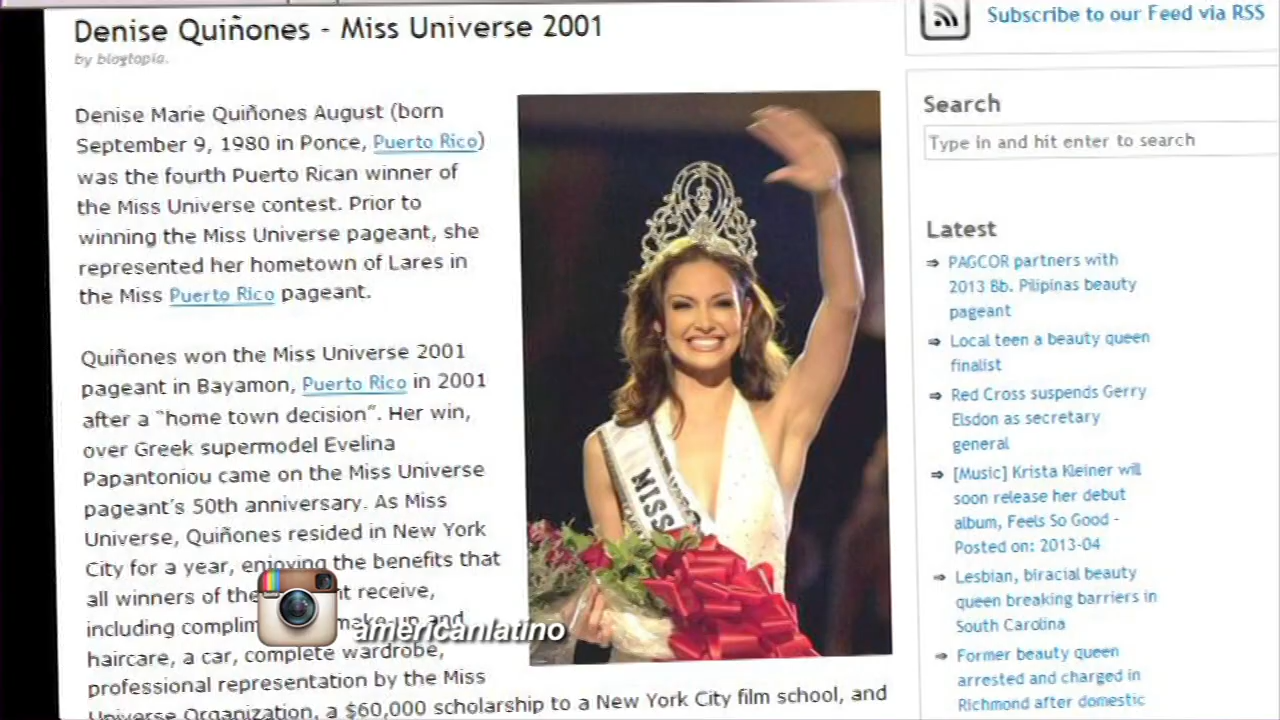 Denise Quiñones - Miss Universe 2001
by blogtopia.
Denise Marie Quiñones August (born
September 9, 1980 in Ponce, Puerto Rico)
was the fourth Puerto Rican winner of
the Miss Universe contest. Prior to
winning the Miss Universe pageant, she
represented her hometown of Lares in
the Miss Puerto Rico pageant.
Quiñones won the Miss Universe 2001
pageant in Bayamon, Puerto Rico in 2001
after a "home town decision". Her win,
over Greek supermodel Evelina
Papantoniou came on the Miss Universe
pageant's 50th anniversary. As Miss
Universe, Quiñones resided in New York
City for a year, enjoying the benefits that
all winners of the receive,
including make-up and
haircare, a car, complete wardrobe,
professional representation by the Miss
Universe Organization, a $60,000 scholarship to a New York City film school, and
americanlatino
MISS
Subscribe to our Feed via RSS
Search
Type in and hit enter to search
Latest
⇒ PAGCOR partners with
2013 Bb. Pilipinas beauty
pageant
⇒ Local teen a beauty queen
finalist
⇒ Red Cross suspends Gerry
Elsdon as secretary
general
⇒ [Music] Krista Kleiner will
soon release her debut
album, Feels So Good -
Posted on: 2013-04
⇒ Lesbian, biracial beauty
queen breaking barriers in
South Carolina
⇒ Former beauty queen
arrested and charged in
Richmond after domestic